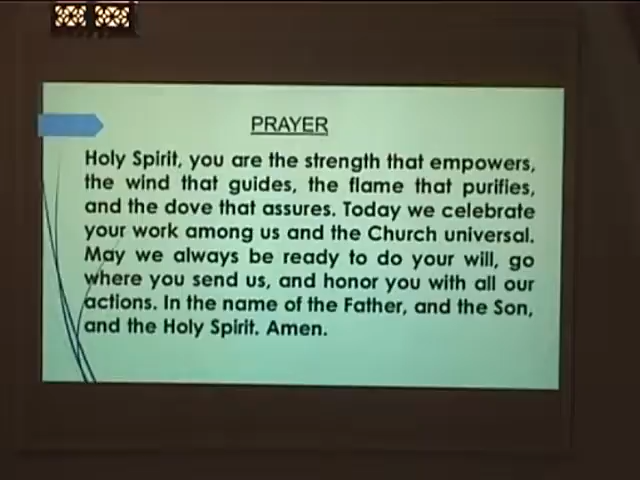 PRAYER
Holy Spirit, you are the strength that empowers,
the wind that guides, the flame that purifies,
and the dove that assures. Today we celebrate
your work among us and the Church universal.
May we always be ready to do your will, go
where you send us, and honor you with all our
actions. In the name of the Father, and the Son,
and the Holy Spirit. Amen.